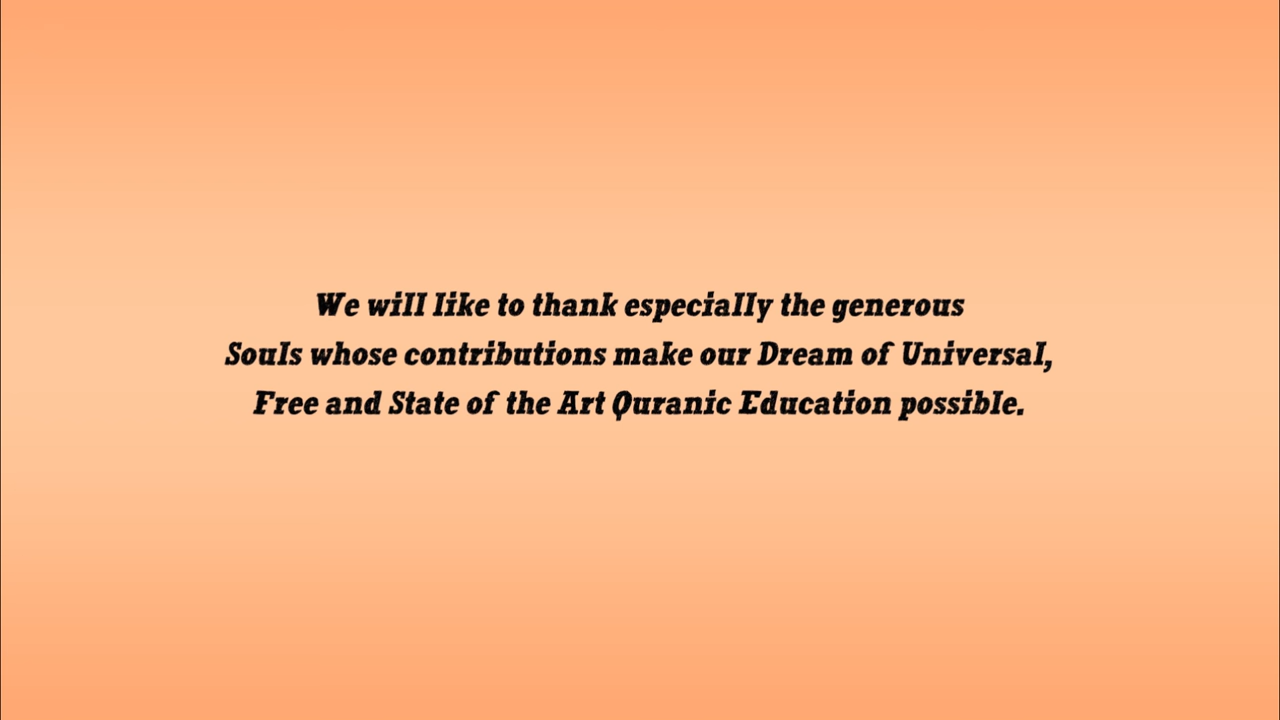 We will like to thank especially the generous
Souls whose contributions make our Dream of Universal,
Free and State of the Art Quranic Education possible.